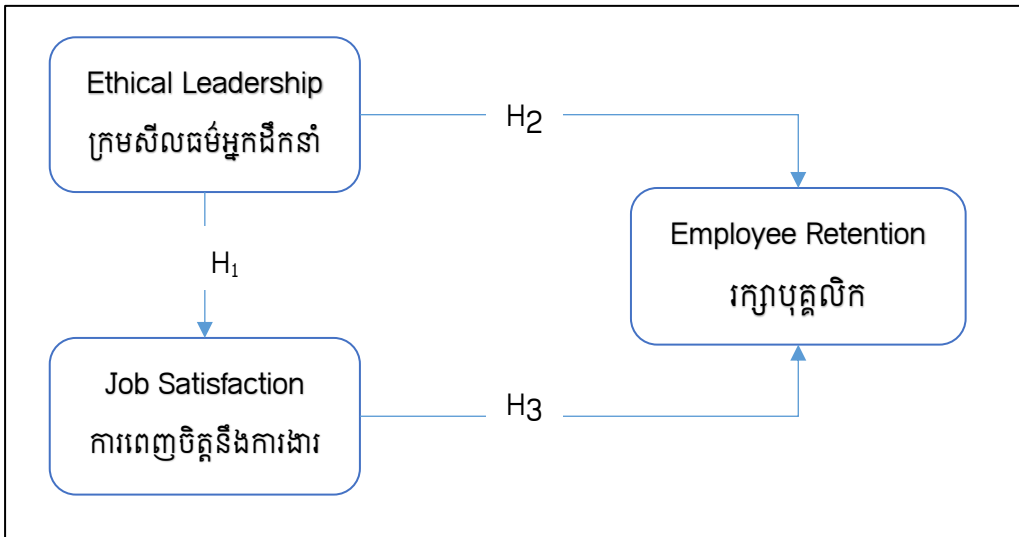 Ethical Leadership
ក្រមសីលធម៌អ្នកដឹកនាំ
H2
Employee Retention
រក្សាបុគ្គលិក
H1
Job Satisfaction
ការពេញចិត្តនឹងការងារ
H3